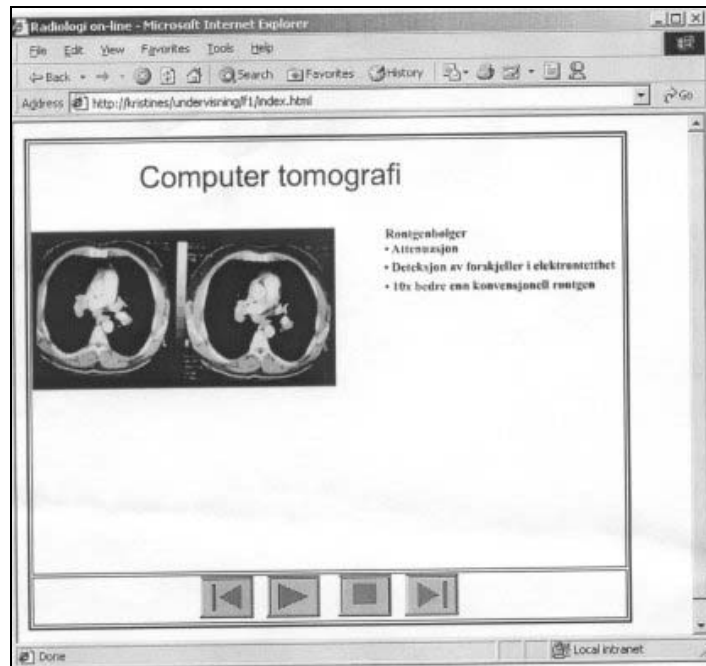 Radiologi on-line - Microsoft Internet Explorer
File Edit View Favorites Tools Help
Back Search Favorites History
Address http://kristines/undervisning/f1/index.html Go
Computer tomografi
Rontgenbølger
• Attenuasjon
• Deteksjon av forskjeller i elektrontetthet
• 10x bedre enn konvensjonell rontgen
Done Local intranet